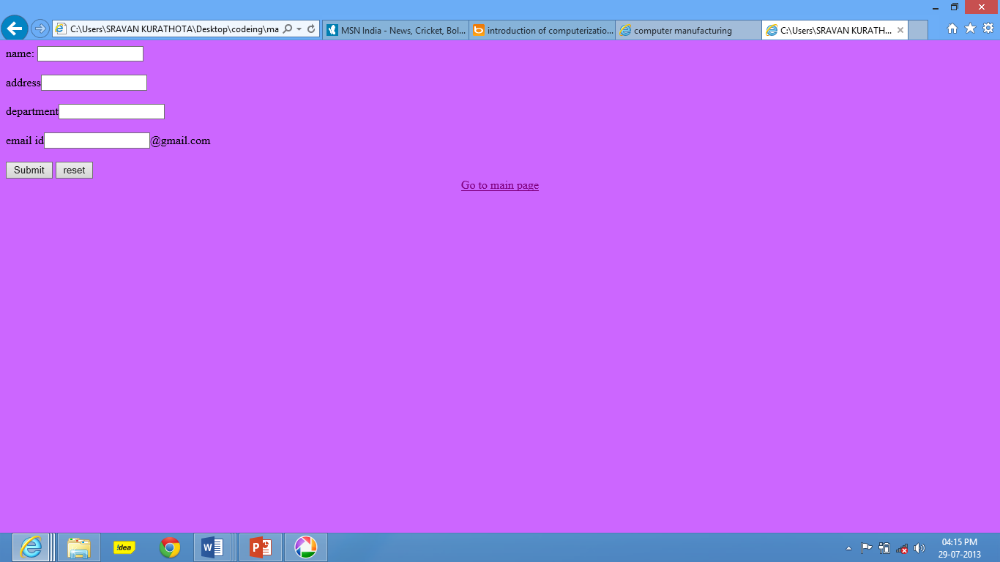 C:\Users\SRAVAN KURATHOTA\Desktop\codeing\ma
MSN India - News, Cricket, Bol...
introduction of computerizatio...
computer manufacturing
C:\Users\SRAVAN KURATH...
name:
address
department
email id @gmail.com
Submit reset
Go to main page
!dea
04:15 PM
29-07-2013